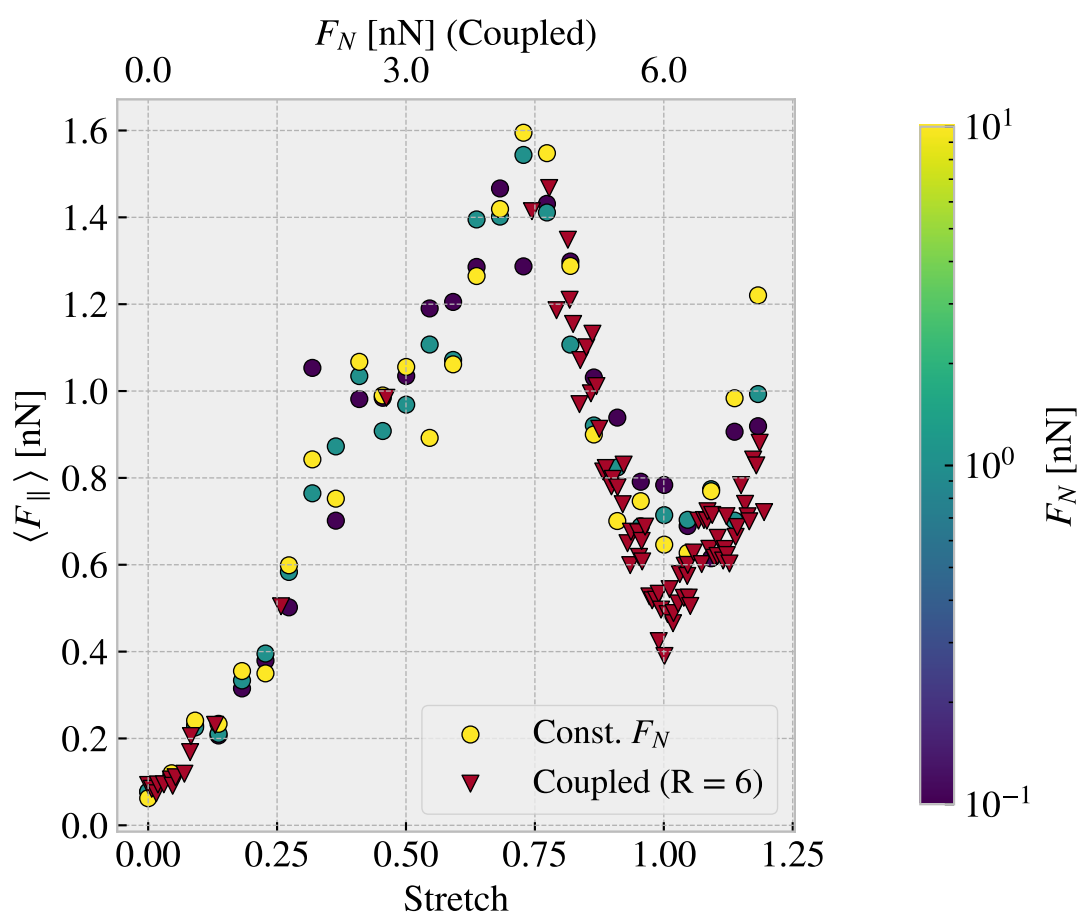 F_N [nN] (Coupled)
0.0 3.0 6.0
1.6
1.4
1.2
1.0
0.8
0.6
0.4
0.2
0.0
⟨F_∥⟩ [nN]
Const. F_N
Coupled (R = 6)
0.00 0.25 0.50 0.75 1.00 1.25
Stretch
10^1
10^0
10^{-1}
F_N [nN]